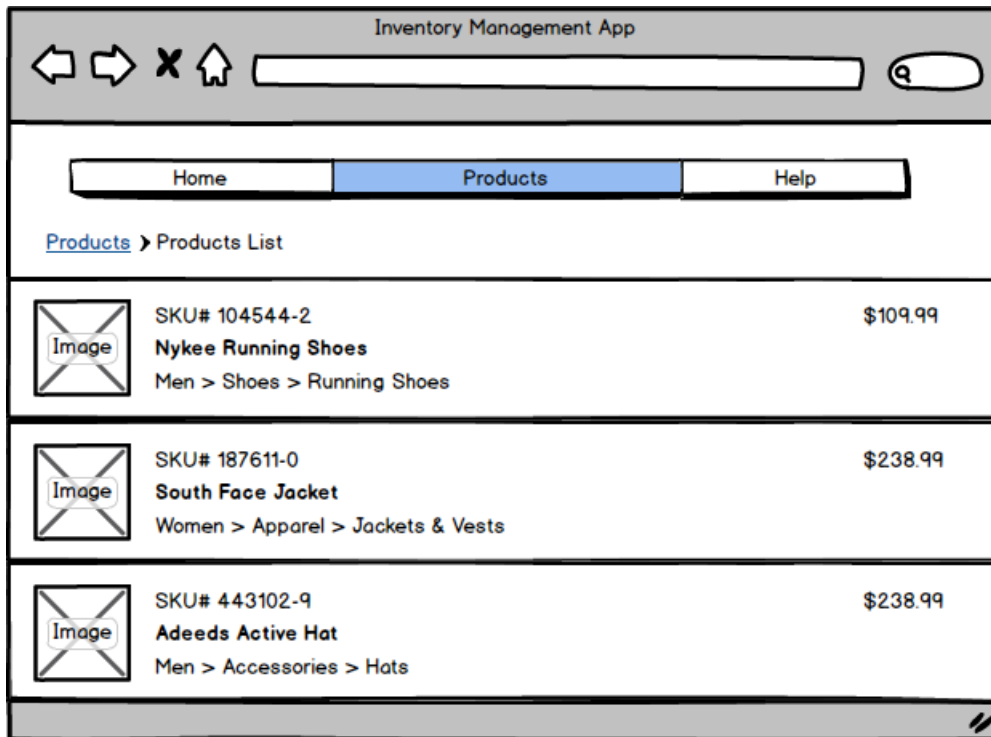 Inventory Management App
Home Products Help
Products > Products List
Image
SKU# 104544-2 $109.99
Nykee Running Shoes
Men > Shoes > Running Shoes
Image
SKU# 187611-0 $238.99
South Face Jacket
Women > Apparel > Jackets & Vests
Image
SKU# 443102-9 $238.99
Adeeds Active Hat
Men > Accessories > Hats